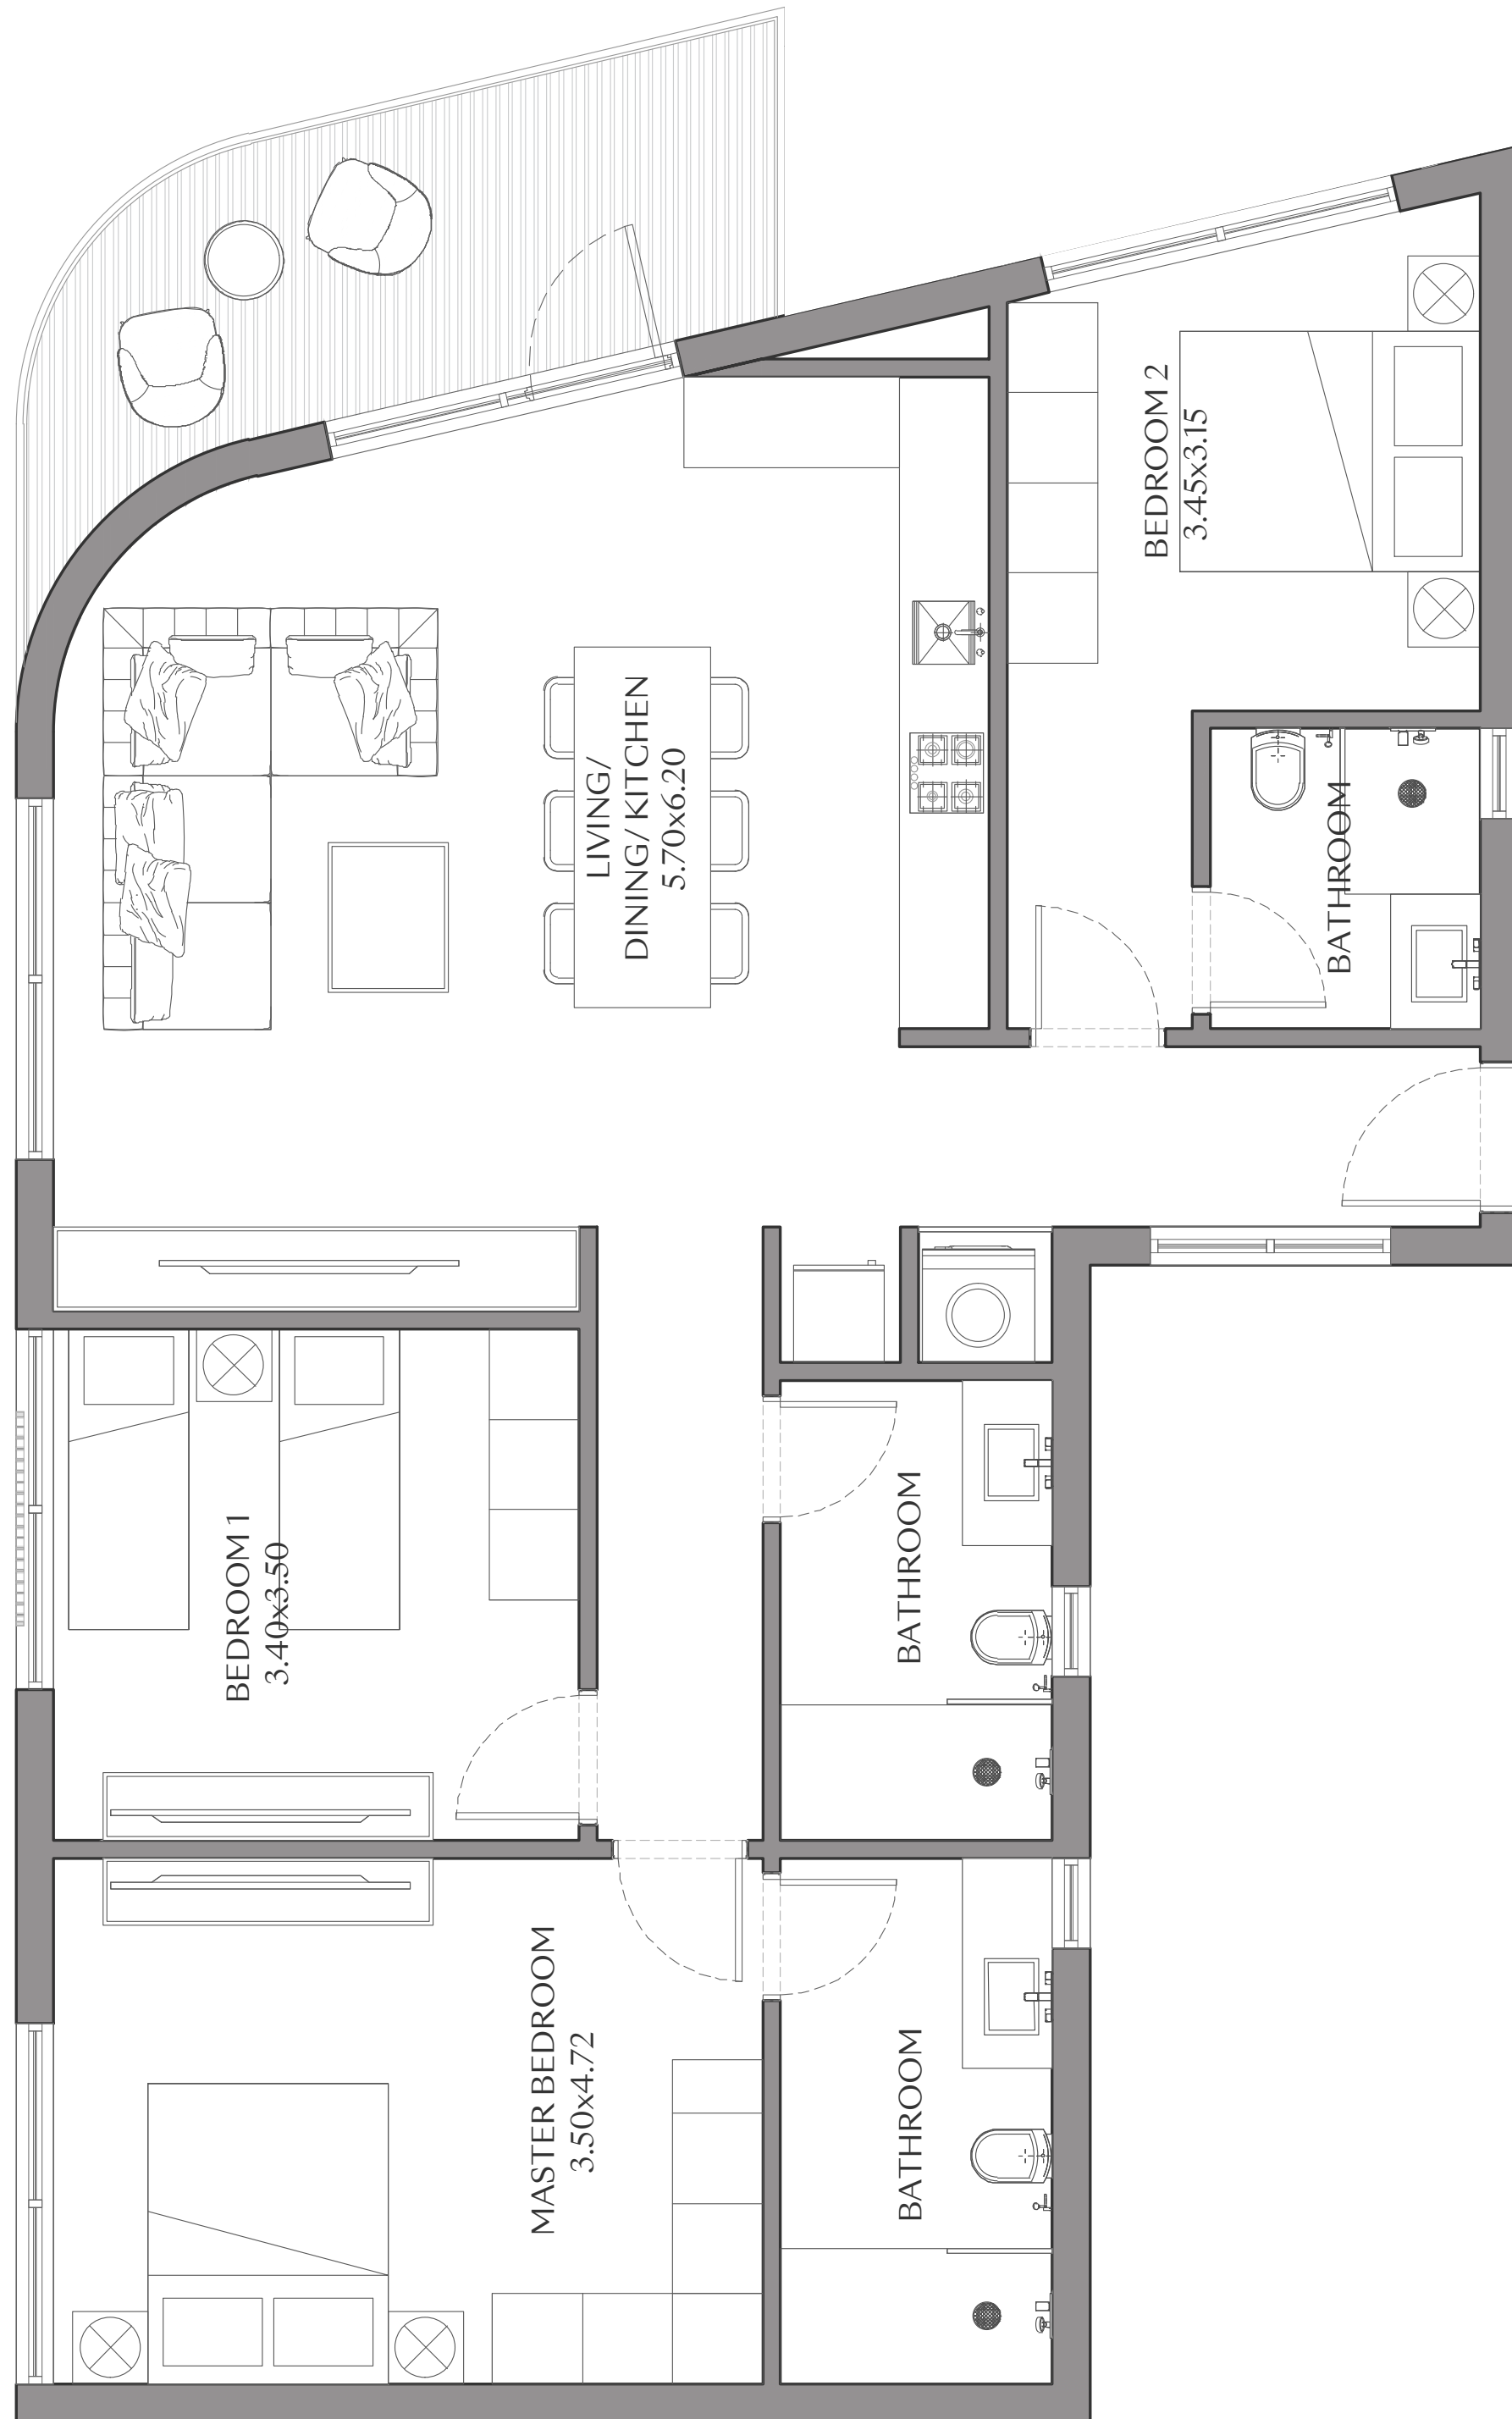 BEDROOM 2
3.45x3.15
LIVING/
DINING/ KITCHEN
5.70x6.20
BATHROOM
BEDROOM 1
3.40x3.50
BATHROOM
MASTER BEDROOM
3.50x4.72
BATHROOM